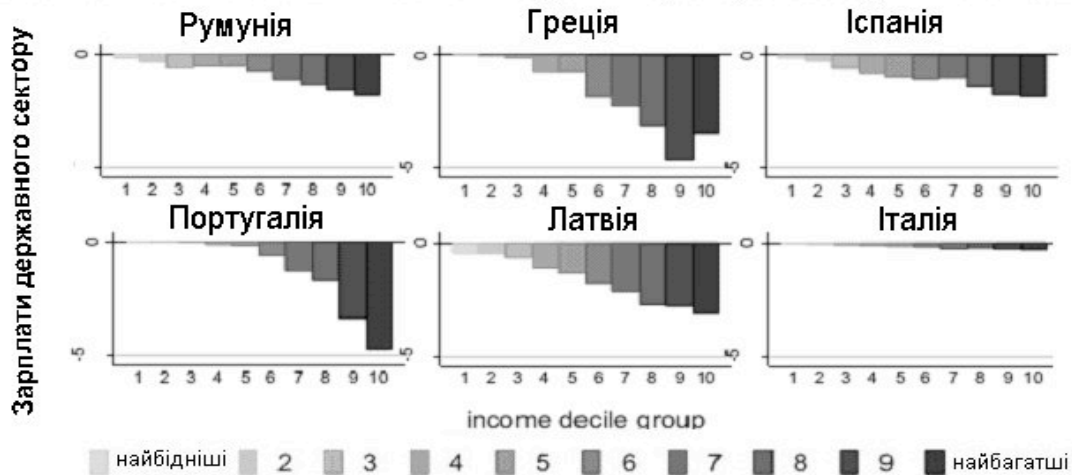 Румунія Греція Іспанія
0 0 0
-5 -5
1 2 3 4 5 6 7 8 9 10 1 2 3 4 5 6 7 8 9 10 1 2 3 4 5 6 7 8 9 10
Португалія Латвія Італія
0 0 0
-5 -5 -5
1 2 3 4 5 6 7 8 9 10 1 2 3 4 5 6 7 8 9 10 1 2 3 4 5 6 7 8 9 10
Зарплати державного сектору
income decile group
найбідніші 2 3 4 5 6 7 8 9 найбагатші